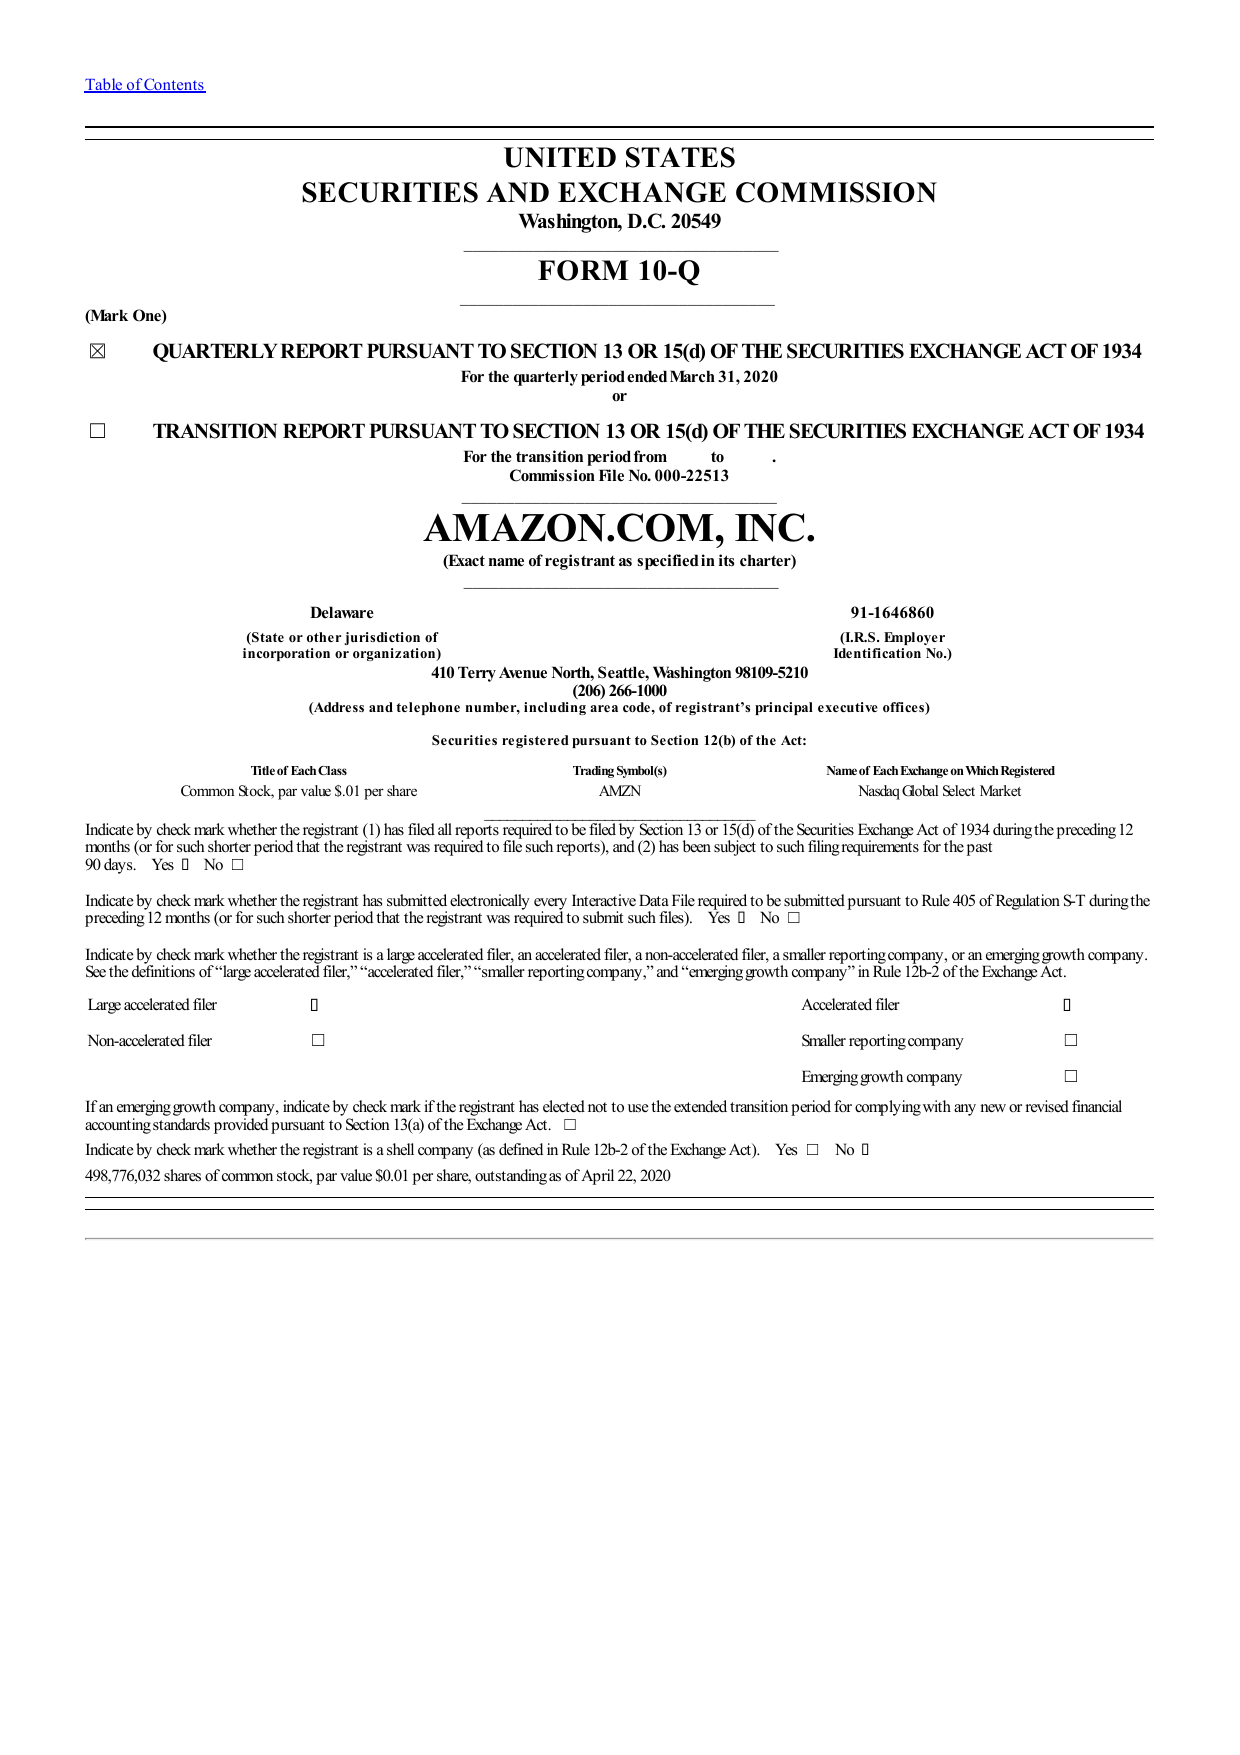 Table of Contents
UNITED STATES
SECURITIES AND EXCHANGE COMMISSION
Washington, D.C. 20549
____________________________________
FORM 10-Q
____________________________________
(Mark One)
☒ QUARTERLY REPORT PURSUANT TO SECTION 13 OR 15(d) OF THE SECURITIES EXCHANGE ACT OF 1934
For the quarterly period ended March 31, 2020
or
☐ TRANSITION REPORT PURSUANT TO SECTION 13 OR 15(d) OF THE SECURITIES EXCHANGE ACT OF 1934
For the transition period from to .
Commission File No. 000-22513
____________________________________
AMAZON.COM, INC.
(Exact name of registrant as specified in its charter)
____________________________________
Delaware 91-1646860
(State or other jurisdiction of (I.R.S. Employer
incorporation or organization) Identification No.)
410 Terry Avenue North, Seattle, Washington 98109-5210
(206) 266-1000
(Address and telephone number, including area code, of registrant’s principal executive offices)
Securities registered pursuant to Section 12(b) of the Act:
Title of Each Class Trading Symbol(s) Name of Each Exchange on Which Registered
Common Stock, par value $.01 per share AMZN Nasdaq Global Select Market
____________________________________
Indicate by check mark whether the registrant (1) has filed all reports required to be filed by Section 13 or 15(d) of the Securities Exchange Act of 1934 during the preceding 12
months (or for such shorter period that the registrant was required to file such reports), and (2) has been subject to such filing requirements for the past
90 days. Yes ▯ No ☐
Indicate by check mark whether the registrant has submitted electronically every Interactive Data File required to be submitted pursuant to Rule 405 of Regulation S-T during the
preceding 12 months (or for such shorter period that the registrant was required to submit such files). Yes ▯ No ☐
Indicate by check mark whether the registrant is a large accelerated filer, an accelerated filer, a non-accelerated filer, a smaller reporting company, or an emerging growth company.
See the definitions of “large accelerated filer,” “accelerated filer,” “smaller reporting company,” and “emerging growth company” in Rule 12b-2 of the Exchange Act.
Large accelerated filer ▯ Accelerated filer ▯
Non-accelerated filer ☐ Smaller reporting company ☐
Emerging growth company ☐
If an emerging growth company, indicate by check mark if the registrant has elected not to use the extended transition period for complying with any new or revised financial
accounting standards provided pursuant to Section 13(a) of the Exchange Act. ☐
Indicate by check mark whether the registrant is a shell company (as defined in Rule 12b-2 of the Exchange Act). Yes ☐ No ▯
498,776,032 shares of common stock, par value $0.01 per share, outstanding as of April 22, 2020